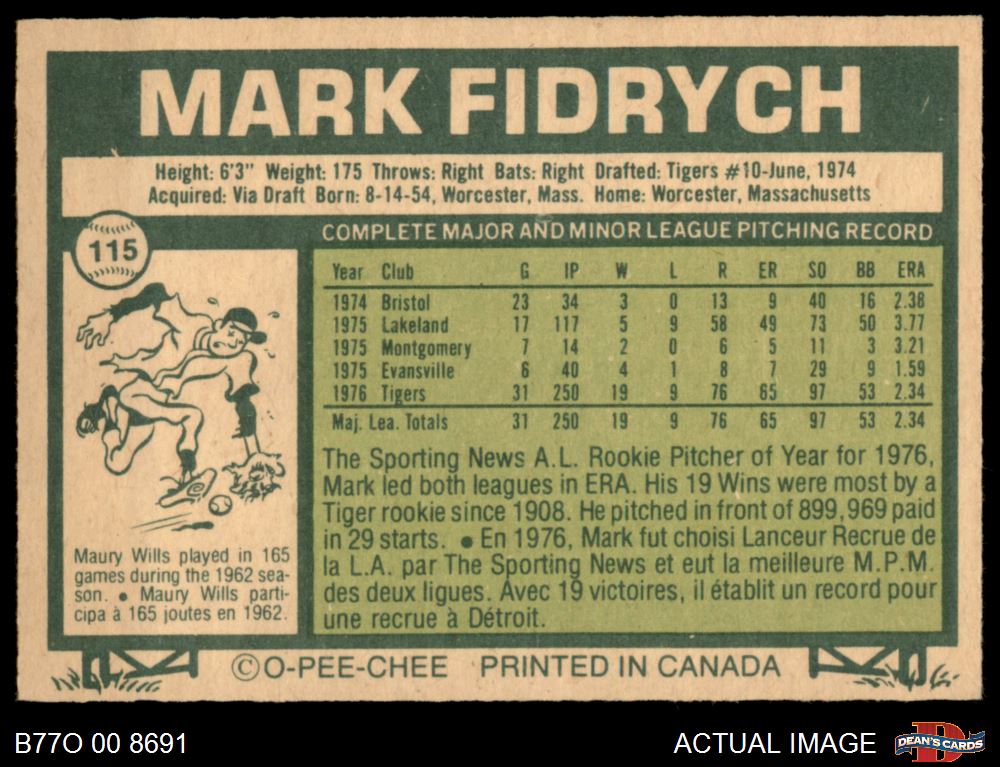 MARK FIDRYCH
Height: 6'3" Weight: 175 Throws: Right Bats: Right Drafted: Tigers #10-June, 1974
Acquired: Via Draft Born: 8-14-54, Worcester, Mass. Home: Worcester, Massachusetts
115
COMPLETE MAJOR AND MINOR LEAGUE PITCHING RECORD
Year Club G IP W L R ER SO BB ERA
1974 Bristol 23 34 3 0 13 9 40 16 2.38
1975 Lakeland 17 117 5 9 58 49 73 50 3.77
1975 Montgomery 7 14 2 0 6 5 11 3 3.21
1975 Evansville 6 40 4 1 8 7 29 9 1.59
1976 Tigers 31 250 19 9 76 65 97 53 2.34
Maj. Lea. Totals 31 250 19 9 76 65 97 53 2.34
The Sporting News A.L. Rookie Pitcher of Year for 1976,
Mark led both leagues in ERA. His 19 Wins were most by a
Tiger rookie since 1908. He pitched in front of 899,969 paid
in 29 starts. ● En 1976, Mark fut choisi Lanceur Recrue de
la L.A. par The Sporting News et eut la meilleure M.P.M.
des deux ligues. Avec 19 victoires, il établit un record pour
une recrue à Détroit.
Maury Wills played in 165
games during the 1962 sea-
son. ● Maury Wills parti-
cipa à 165 joutes en 1962.
©O-PEE-CHEE PRINTED IN CANADA
B77O 00 8691
ACTUAL IMAGE
DEAN'S CARDS